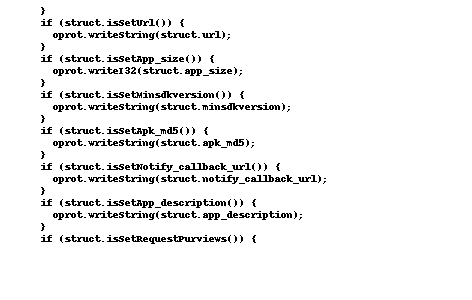 }
if (struct.isSetUrl()) {
oprot.writeString(struct.url);
}
if (struct.isSetApp_size()) {
oprot.writeI32(struct.app_size);
}
if (struct.isSetMinsdkversion()) {
oprot.writeString(struct.minsdkversion);
}
if (struct.isSetApk_md5()) {
oprot.writeString(struct.apk_md5);
}
if (struct.isSetNotify_callback_url()) {
oprot.writeString(struct.notify_callback_url);
}
if (struct.isSetApp_description()) {
oprot.writeString(struct.app_description);
}
if (struct.isSetRequestPurviews()) {